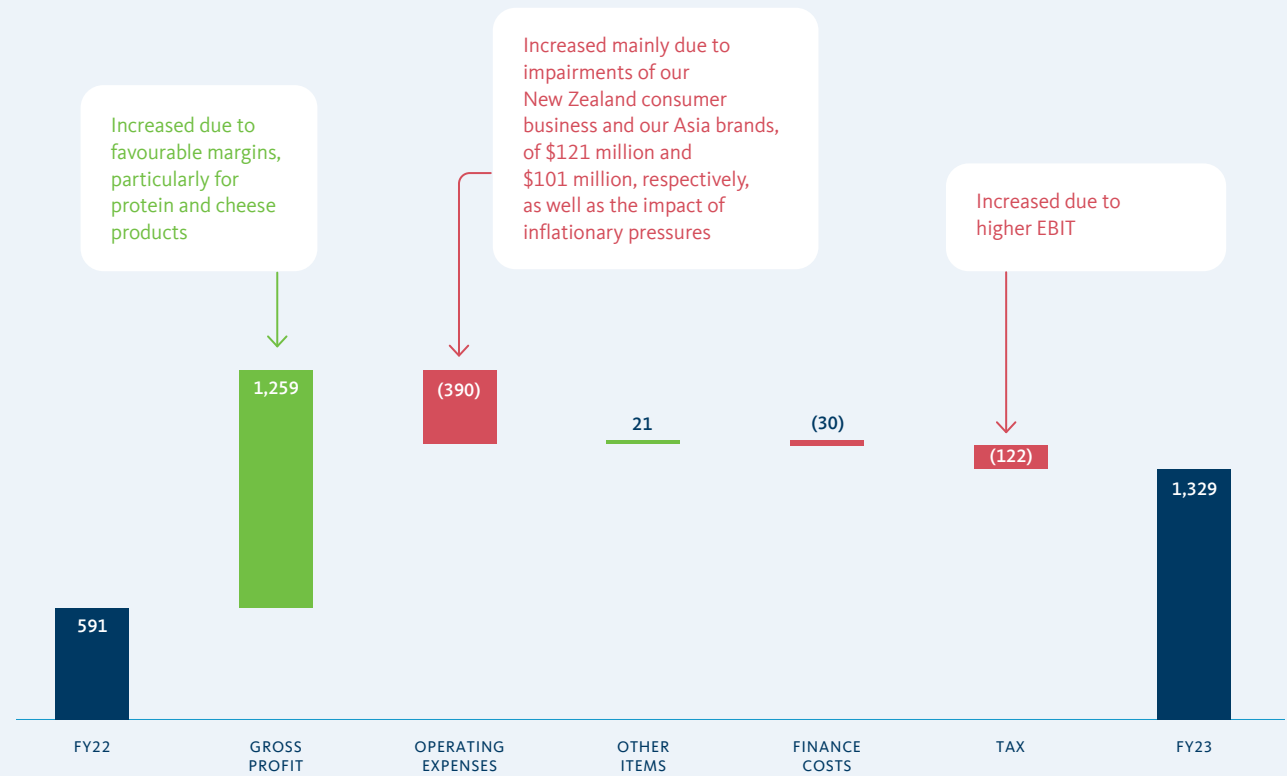 Increased due to
favourable margins,
particularly for
protein and cheese
products
Increased mainly due to
impairments of our
New Zealand consumer
business and our Asia brands,
of $121 million and
$101 million, respectively,
as well as the impact of
inflationary pressures
Increased due to
higher EBIT
591
1,259
(390)
21
(30)
(122)
1,329
FY22
GROSS
PROFIT
OPERATING
EXPENSES
OTHER
ITEMS
FINANCE
COSTS
TAX
FY23